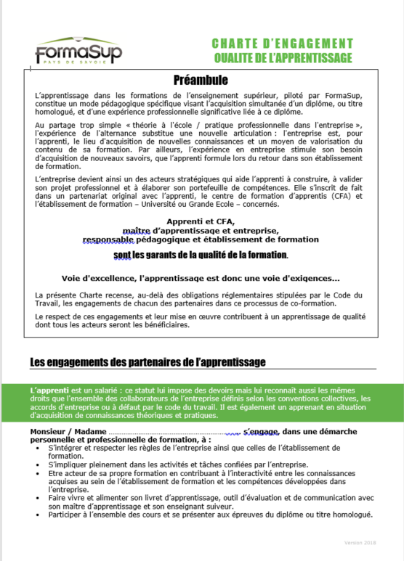 FormaSup
PAYS DE SAVOIE
CHARTE D'ENGAGEMENT
QUALITE DE L'APPRENTISSAGE
Préambule
L'apprentissage dans les formations de l'enseignement supérieur, piloté par FormaSup,
constitue un mode pédagogique spécifique visant l'acquisition simultanée d'un diplôme, ou titre
homologué, et d'une expérience professionnelle significative liée à ce diplôme.
Au partage trop simple « théorie à l'école / pratique professionnelle dans l'entreprise »,
l'expérience de l'alternance substitue une nouvelle articulation : l'entreprise est, pour
l'apprenti, le lieu d'acquisition de nouvelles connaissances et un moyen de valorisation du
contenu de sa formation. Par ailleurs, l'expérience en entreprise stimule son besoin
d'acquisition de nouveaux savoirs, que l'apprenti formule lors du retour dans son établissement
de formation.
L'entreprise devient ainsi un des acteurs stratégiques qui aide l'apprenti à construire, à valider
son projet professionnel et à élaborer son portefeuille de compétences. Elle s'inscrit de fait
dans un partenariat original avec l'apprenti, le centre de formation d'apprentis (CFA) et
l'établissement de formation – Université ou Grande Ecole – concernés.
Apprenti et CFA,
maître d'apprentissage et entreprise,
responsable pédagogique et établissement de formation
sont les garants de la qualité de la formation.
Voie d'excellence, l'apprentissage est donc une voie d'exigences...
La présente Charte recense, au-delà des obligations réglementaires stipulées par le Code du
Travail, les engagements de chacun des partenaires dans ce processus de co-formation.
Le respect de ces engagements et leur mise en œuvre contribuent à un apprentissage de qualité
dont tous les acteurs seront les bénéficiaires.
Les engagements des partenaires de l'apprentissage
L'apprenti est un salarié : ce statut lui impose des devoirs mais lui reconnaît aussi les mêmes
droits que l'ensemble des collaborateurs de l'entreprise définis selon les conventions collectives, les
accords d'entreprise ou à défaut par le code du travail. Il est également un apprenant en situation
d'acquisition de connaissances théoriques et pratiques.
Monsieur / Madame ........................................ s'engage, dans une démarche
personnelle et professionnelle de formation, à :
• S'intégrer et respecter les règles de l'entreprise ainsi que celles de l'établissement de
formation.
• S'impliquer pleinement dans les activités et tâches confiées par l'entreprise.
• Etre acteur de sa propre formation en contribuant à l'interactivité entre les connaissances
acquises au sein de l'établissement de formation et les compétences développées dans
l'entreprise.
• Faire vivre et alimenter son livret d'apprentissage, outil d'évaluation et de communication avec
son maître d'apprentissage et son enseignant suiveur.
• Participer à l'ensemble des cours et se présenter aux épreuves du diplôme ou titre homologué.